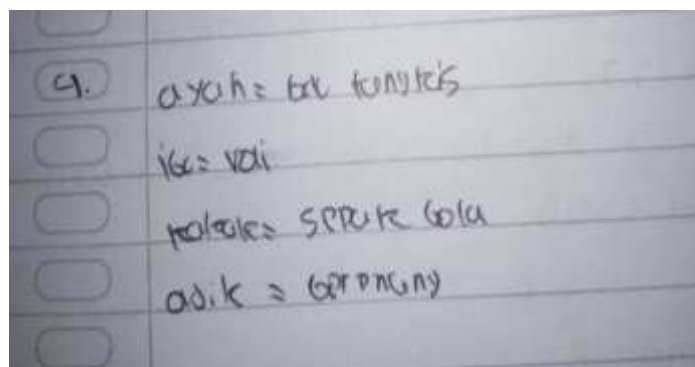 4.
ayah = bulu tangkis
ibu = voli
kakak = sepak bola
adik = berenang